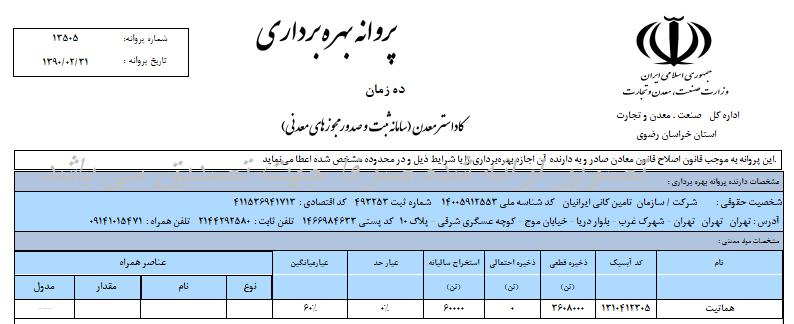 جمهوری اسلامی ایران
وزارت صنعت، معدن و تجارت
اداره کل صنعت ، معدن و تجارت
استان خراسان رضوی
پروانه بهره برداری
ده زمان
کاداستر معدن (سامانه ثبت و صدور مجوزهای معدنی)
شماره پروانه: ۱۳۵۰۵
تاریخ پروانه : ۱۳۹۰/۰۲/۳۱
این پروانه به موجب قانون اصلاح قانون معادن صادر و به دارنده آن اجازه بهره‌برداری را با شرایط ذیل و در محدوده مشخص شده اعطا می‌نماید.
مشخصات دارنده پروانه بهره برداری :
شخصیت حقوقی : شرکت / سازمان تامین کانی ایرانیان کد شناسه ملی ۱۴۰۰۵۹۱۲۵۵۳ شماره ثبت ۴۹۳۲۵۳ کد اقتصادی : ۴۱۱۵۳۶۹۴۱۷۱۳
آدرس : تهران تهران تهران - شهرک غرب - بلوار دریا - خیابان موج - کوچه عسگری شرقی - پلاک ۱۰ کد پستی ۱۴۶۶۹۸۴۶۳۳ تلفن ثابت : ۲۱۴۴۲۹۲۵۸۰ تلفن همراه : ۰۹۱۴۱۰۱۵۴۷۱
مشخصات مواد معدنی :
نام کد آیسیک ذخیره قطعی (تن) ذخیره احتمالی (تن) استخراج سالیانه (تن) عیار حد عیارمیانگین عناصر همراه
نوع نام مقدار مدول
هماتیت ۱۳۱۰۴۱۲۳۰۵ ۳۶۰۸۰۰۰ ۰ ۶۰۰۰۰ ۰% ۶۰% ---